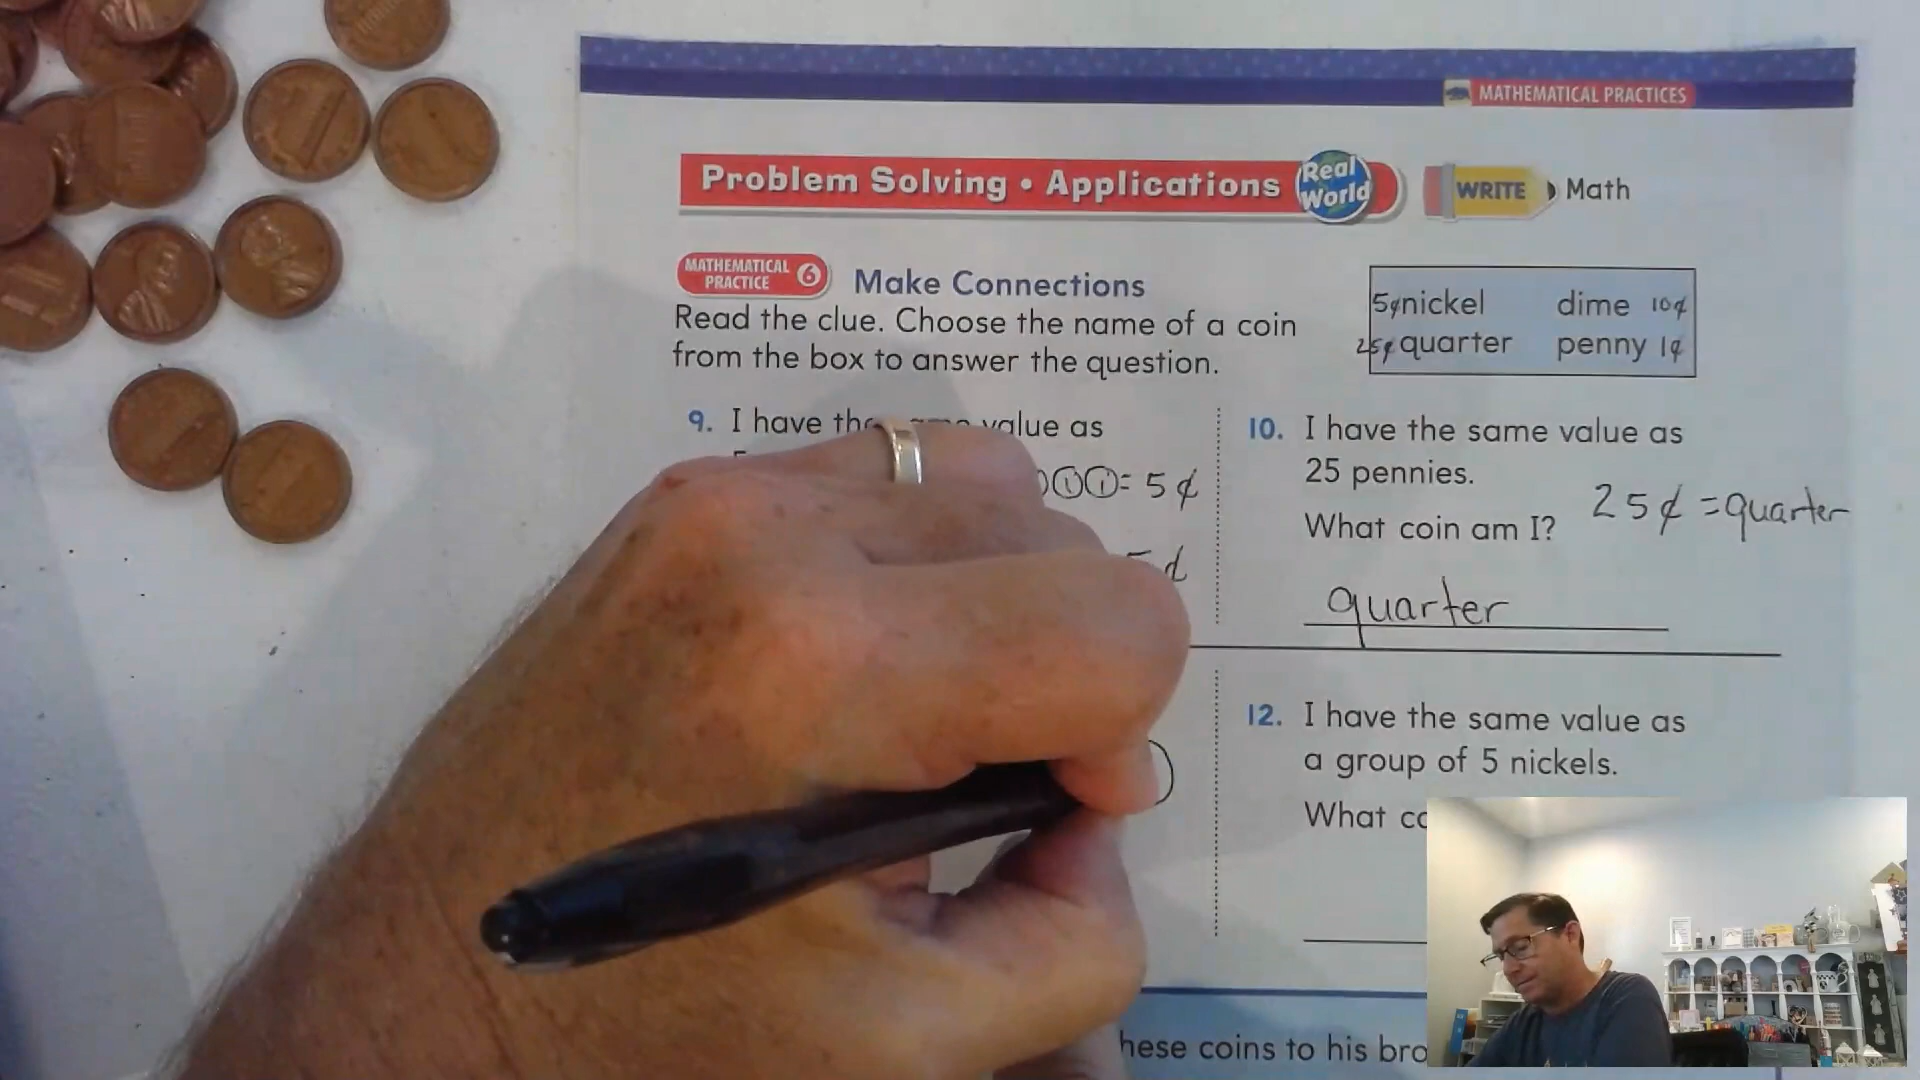 MATHEMATICAL PRACTICES
Problem Solving • Applications Real World WRITE Math
MATHEMATICAL PRACTICE 6 Make Connections
Read the clue. Choose the name of a coin
from the box to answer the question.
5¢ nickel dime 10¢
25¢ quarter penny 1¢
9. I have value as
= 5 ¢
10. I have the same value as
25 pennies.
25¢ = quarter
What coin am I?
quarter
12. I have the same value as
a group of 5 nickels.
What
coins to his